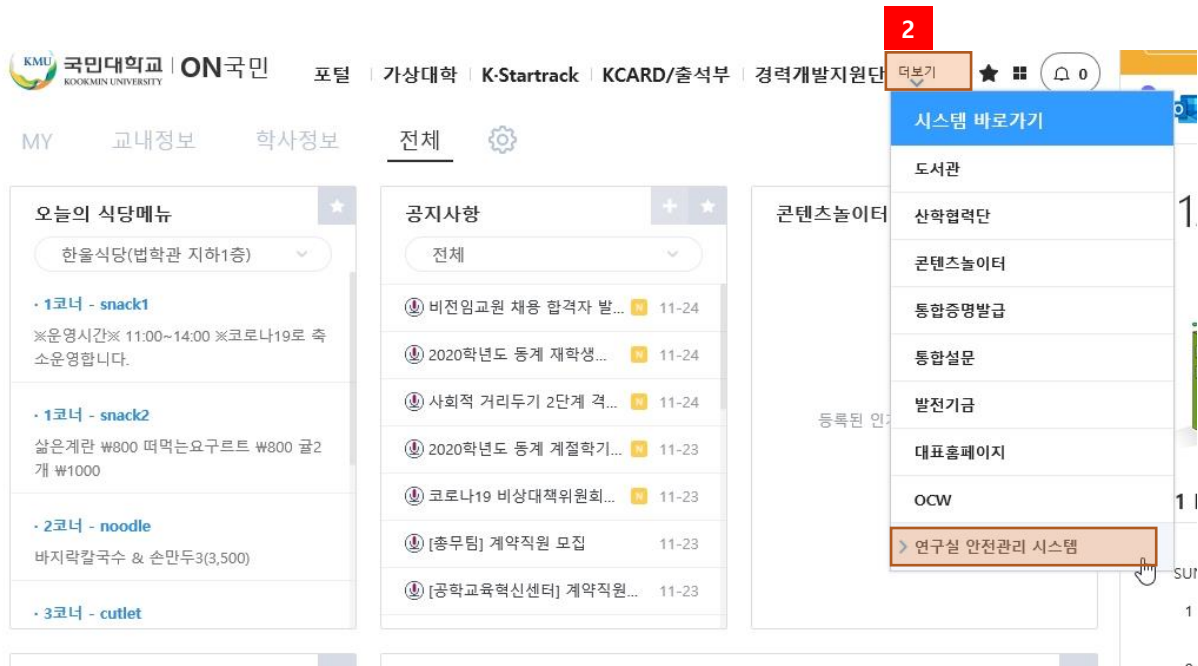 2
KMU 국민대학교 ON국민
KOOKMIN UNIVERSITY
포털 가상대학 K·Startrack KCARD/출석부 경력개발지원단 더보기 0
MY 교내정보 학사정보 전체
오늘의 식당메뉴
한울식당(법학관 지하1층)
· 1코너 - snack1
※운영시간※ 11:00~14:00 ※코로나19로 축
소운영합니다.
· 1코너 - snack2
삶은계란 ₩800 떠먹는요구르트 ₩800 귤2
개 ₩1000
· 2코너 - noodle
바지락칼국수 & 손만두3(3,500)
· 3코너 - cutlet
공지사항
전체
비전임교원 채용 합격자 발... N 11-24
2020학년도 동계 재학생... N 11-24
사회적 거리두기 2단계 격... N 11-24
2020학년도 동계 계절학기... N 11-23
코로나19 비상대책위원회... N 11-23
[총무팀] 계약직원 모집 11-23
[공학교육혁신센터] 계약직원... 11-23
콘텐츠놀이터
등록된
시스템 바로가기
도서관
산학협력단
콘텐츠놀이터
통합증명발급
통합설문
발전기금
대표홈페이지
OCW
연구실 안전관리 시스템
1
SUN
1